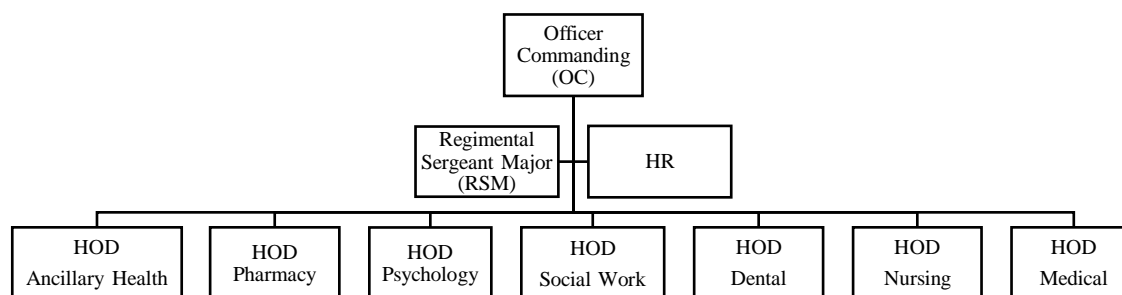 Officer
Commanding
(OC)
Regimental
Sergeant Major
(RSM)
HR
HOD
Ancillary Health
HOD
Pharmacy
HOD
Psychology
HOD
Social Work
HOD
Dental
HOD
Nursing
HOD
Medical